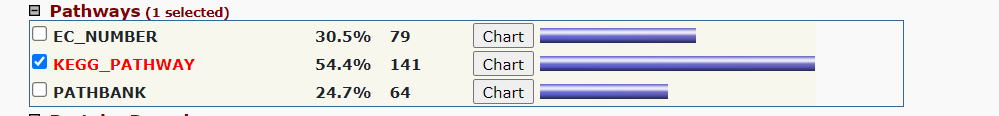 Pathways (1 selected)
EC_NUMBER 30.5% 79 Chart
KEGG_PATHWAY 54.4% 141 Chart
PATHBANK 24.7% 64 Chart